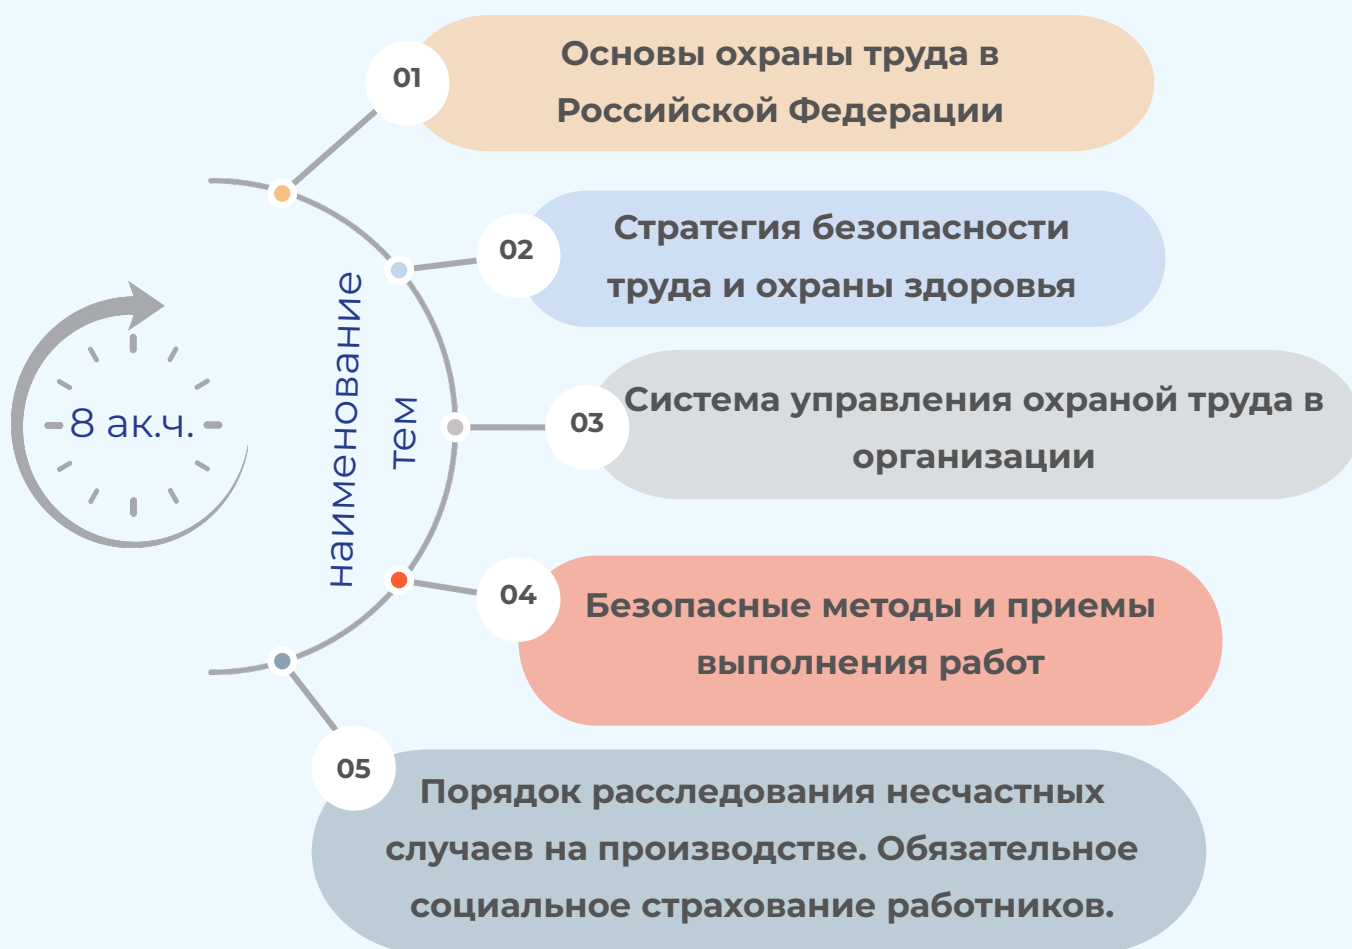 01
Основы охраны труда в
Российской Федерации
02
Стратегия безопасности
труда и охраны здоровья
8 ак.ч.
наименование
тем
03
Система управления охраной труда в
организации
04
Безопасные методы и приемы
выполнения работ
05
Порядок расследования несчастных
случаев на производстве. Обязательное
социальное страхование работников.